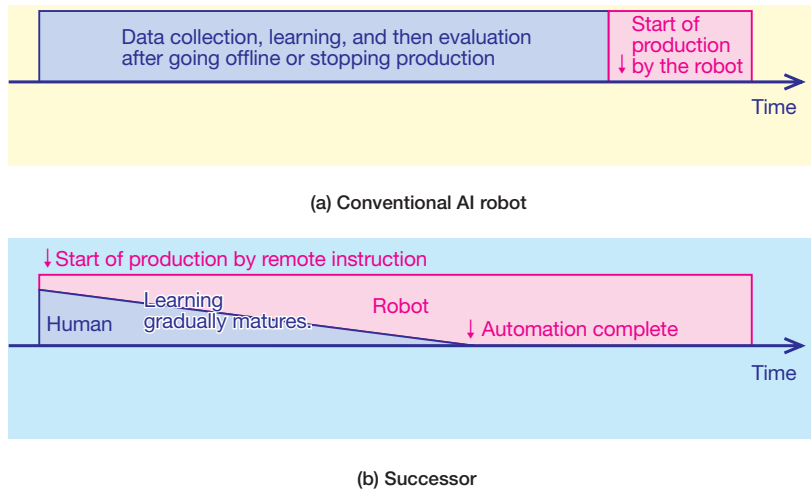 Data collection, learning, and then evaluation
after going offline or stopping production
Start of
production
↓ by the robot
Time
(a) Conventional AI robot
↓Start of production by remote instruction
Learning
gradually matures.
Human
Robot
↓ Automation complete
Time
(b) Successor